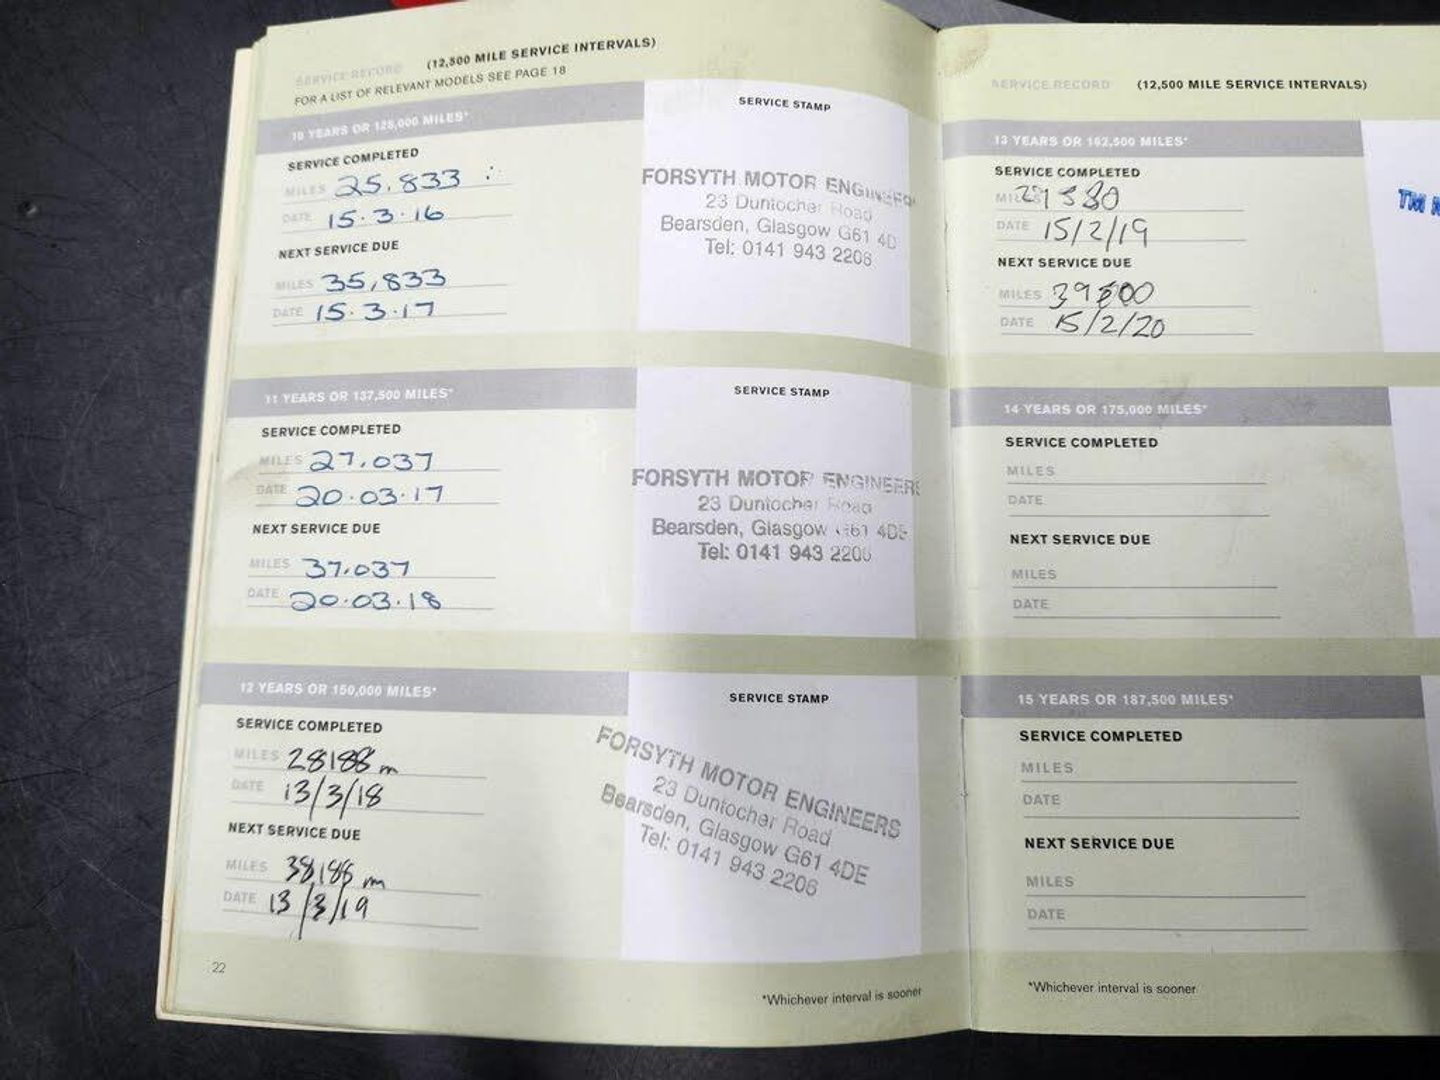 SERVICE RECORD (12,500 MILE SERVICE INTERVALS)
FOR A LIST OF RELEVANT MODELS SEE PAGE 18
10 YEARS OR 125,000 MILES*
SERVICE COMPLETED
MILES 25,833
DATE 15.3.16
NEXT SERVICE DUE
MILES 35,833
DATE 15.3.17
SERVICE STAMP
FORSYTH MOTOR ENGINEER
23 Duntocher Road
Bearsden, Glasgow G61 4D
Tel: 0141 943 2206
11 YEARS OR 137,500 MILES*
SERVICE COMPLETED
MILES 27.037
DATE 20.03.17
NEXT SERVICE DUE
MILES 37.037
DATE 20.03.18
SERVICE STAMP
FORSYTH MOTOR ENGINEERS
23 Duntocher Road
Bearsden, Glasgow G61 4DE
Tel: 0141 943 2206
12 YEARS OR 150,000 MILES*
SERVICE COMPLETED
MILES 28188 m
DATE 13/3/18
NEXT SERVICE DUE
MILES 38188 m
DATE 13/3/19
SERVICE STAMP
FORSYTH MOTOR ENGINEERS
23 Duntocher Road
Bearsden, Glasgow G61 4DE
Tel: 0141 943 2206
22
*Whichever interval is sooner
SERVICE RECORD (12,500 MILE SERVICE INTERVALS)
13 YEARS OR 162,500 MILES*
SERVICE COMPLETED
MILES
DATE 15/2/19
NEXT SERVICE DUE
MILES
DATE 15/2/20
TM
14 YEARS OR 175,000 MILES*
SERVICE COMPLETED
MILES
DATE
NEXT SERVICE DUE
MILES
DATE
15 YEARS OR 187,500 MILES*
SERVICE COMPLETED
MILES
DATE
NEXT SERVICE DUE
MILES
DATE
*Whichever interval is sooner